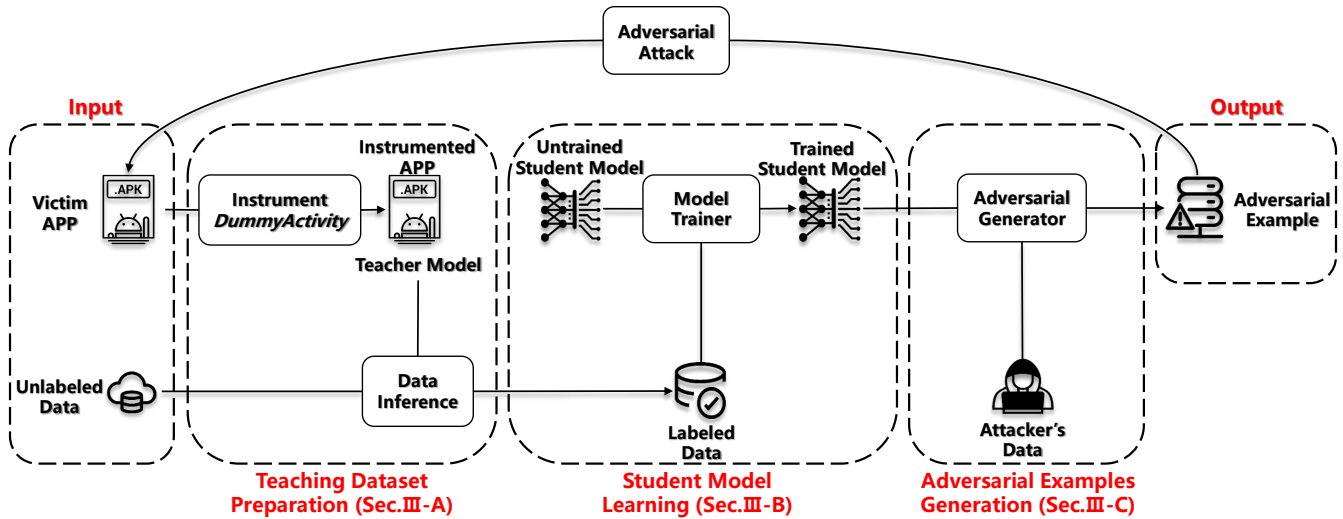 Adversarial
Attack
Input
Output
Victim
APP
.APK
Instrument
DummyActivity
Instrumented
APP
.APK
Teacher Model
Untrained
Student Model
Model
Trainer
Trained
Student Model
Adversarial
Generator
Adversarial
Example
Unlabeled
Data
Data
Inference
Labeled
Data
Attacker's
Data
Teaching Dataset
Preparation (Sec.Ⅲ-A)
Student Model
Learning (Sec.Ⅲ-B)
Adversarial Examples
Generation (Sec.Ⅲ-C)